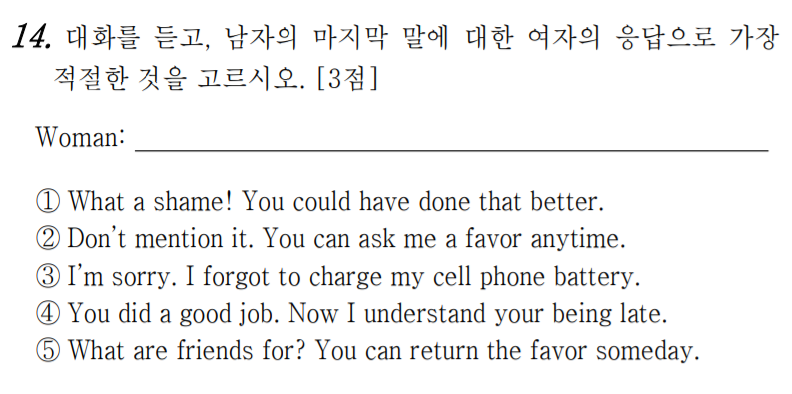 14. 대화를 듣고, 남자의 마지막 말에 대한 여자의 응답으로 가장
적절한 것을 고르시오. [3점]
Woman:
① What a shame! You could have done that better.
② Don't mention it. You can ask me a favor anytime.
③ I'm sorry. I forgot to charge my cell phone battery.
④ You did a good job. Now I understand your being late.
⑤ What are friends for? You can return the favor someday.